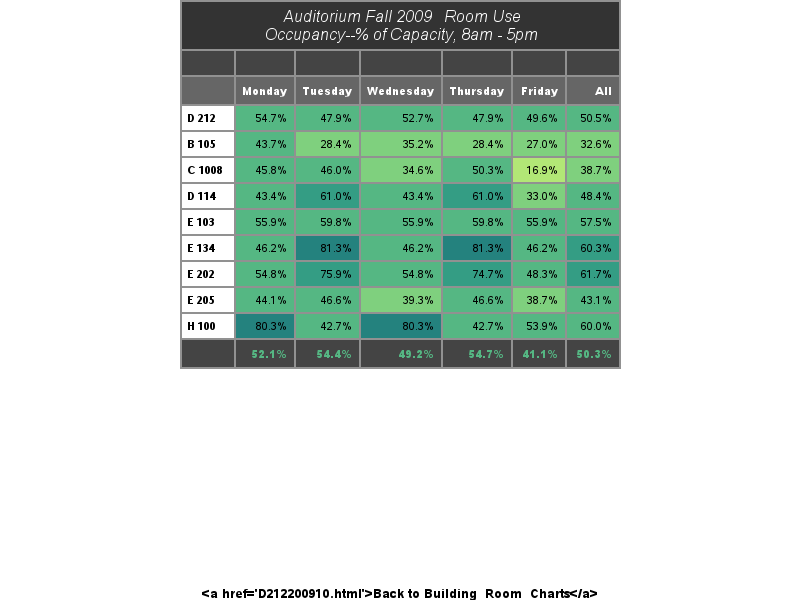 Auditorium Fall 2009 Room Use
Occupancy--% of Capacity, 8am - 5pm
Monday Tuesday Wednesday Thursday Friday All
D 212 54.7% 47.9% 52.7% 47.9% 49.6% 50.5%
B 105 43.7% 28.4% 35.2% 28.4% 27.0% 32.6%
C 1008 45.8% 46.0% 34.6% 50.3% 16.9% 38.7%
D 114 43.4% 61.0% 43.4% 61.0% 33.0% 48.4%
E 103 55.9% 59.8% 55.9% 59.8% 55.9% 57.5%
E 134 46.2% 81.3% 46.2% 81.3% 46.2% 60.3%
E 202 54.8% 75.9% 54.8% 74.7% 48.3% 61.7%
E 205 44.1% 46.6% 39.3% 46.6% 38.7% 43.1%
H 100 80.3% 42.7% 80.3% 42.7% 53.9% 60.0%
52.1% 54.4% 49.2% 54.7% 41.1% 50.3%
<a href='D212200910.html'>Back to Building Room Charts</a>